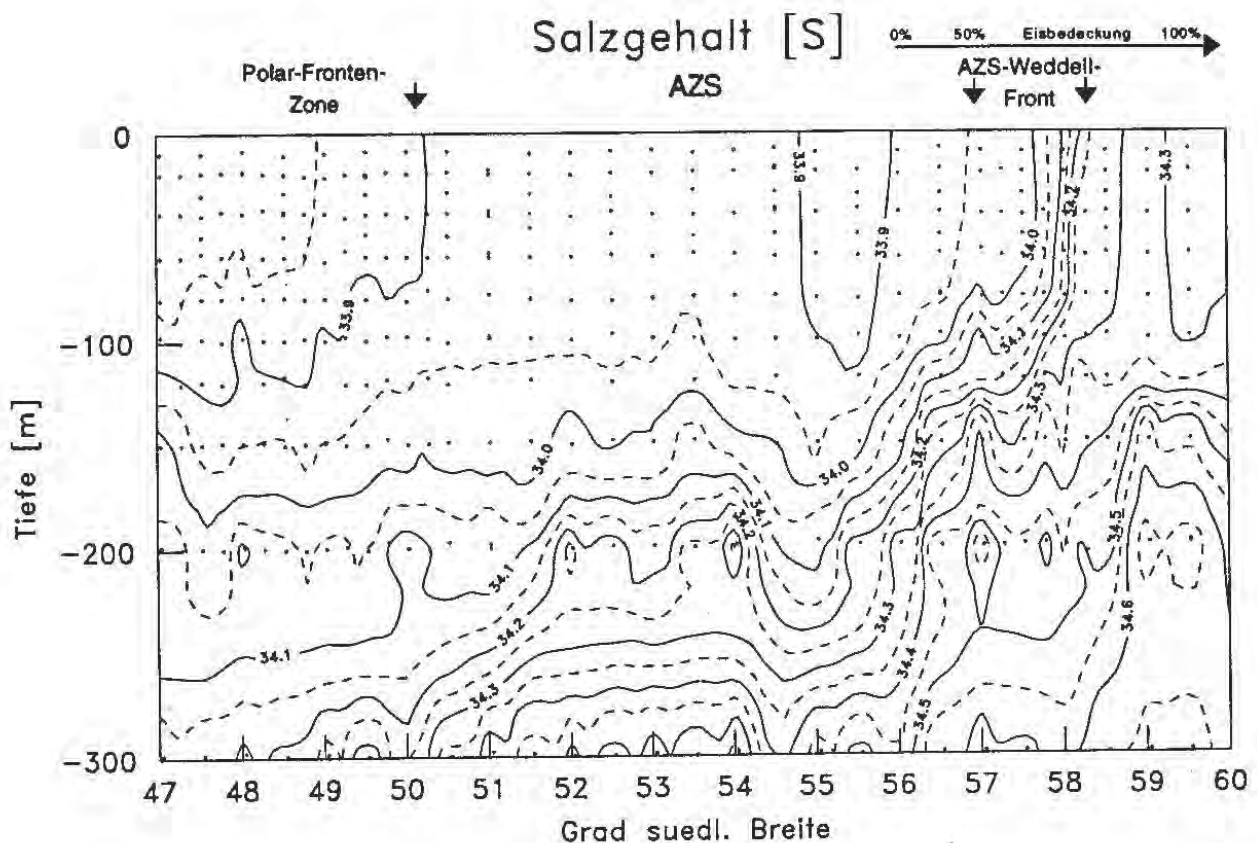 Salzgehalt [S]
0% 50% Eisbedeckung 100%
Polar-Fronten-
Zone
AZS
AZS-Weddell-
Front
0
-100
-200
-300
Tiefe [m]
33.9
33.9
33.9
34.0
34.2
34.3
34.1
34.3
34.0
34.0
34.2
34.1
34.2
34.1
34.2
34.3
34.5
34.1
34.3
34.4
34.5
34.6
47 48 49 50 51 52 53 54 55 56 57 58 59 60
Grad suedl. Breite